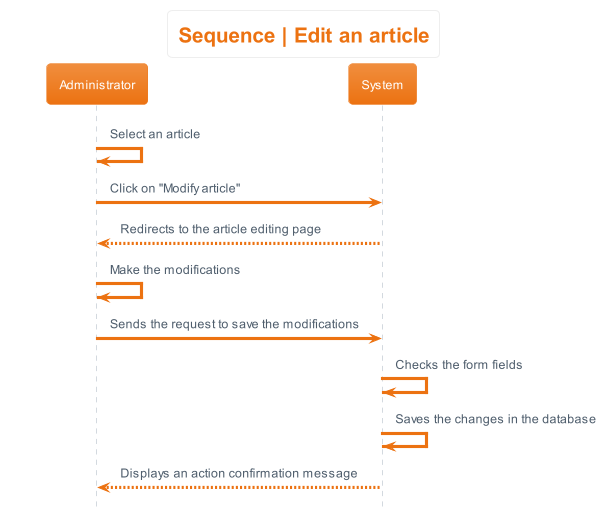 Sequence | Edit an article
Administrator
System
Select an article
Click on "Modify article"
Redirects to the article editing page
Make the modifications
Sends the request to save the modifications
Checks the form fields
Saves the changes in the database
Displays an action confirmation message